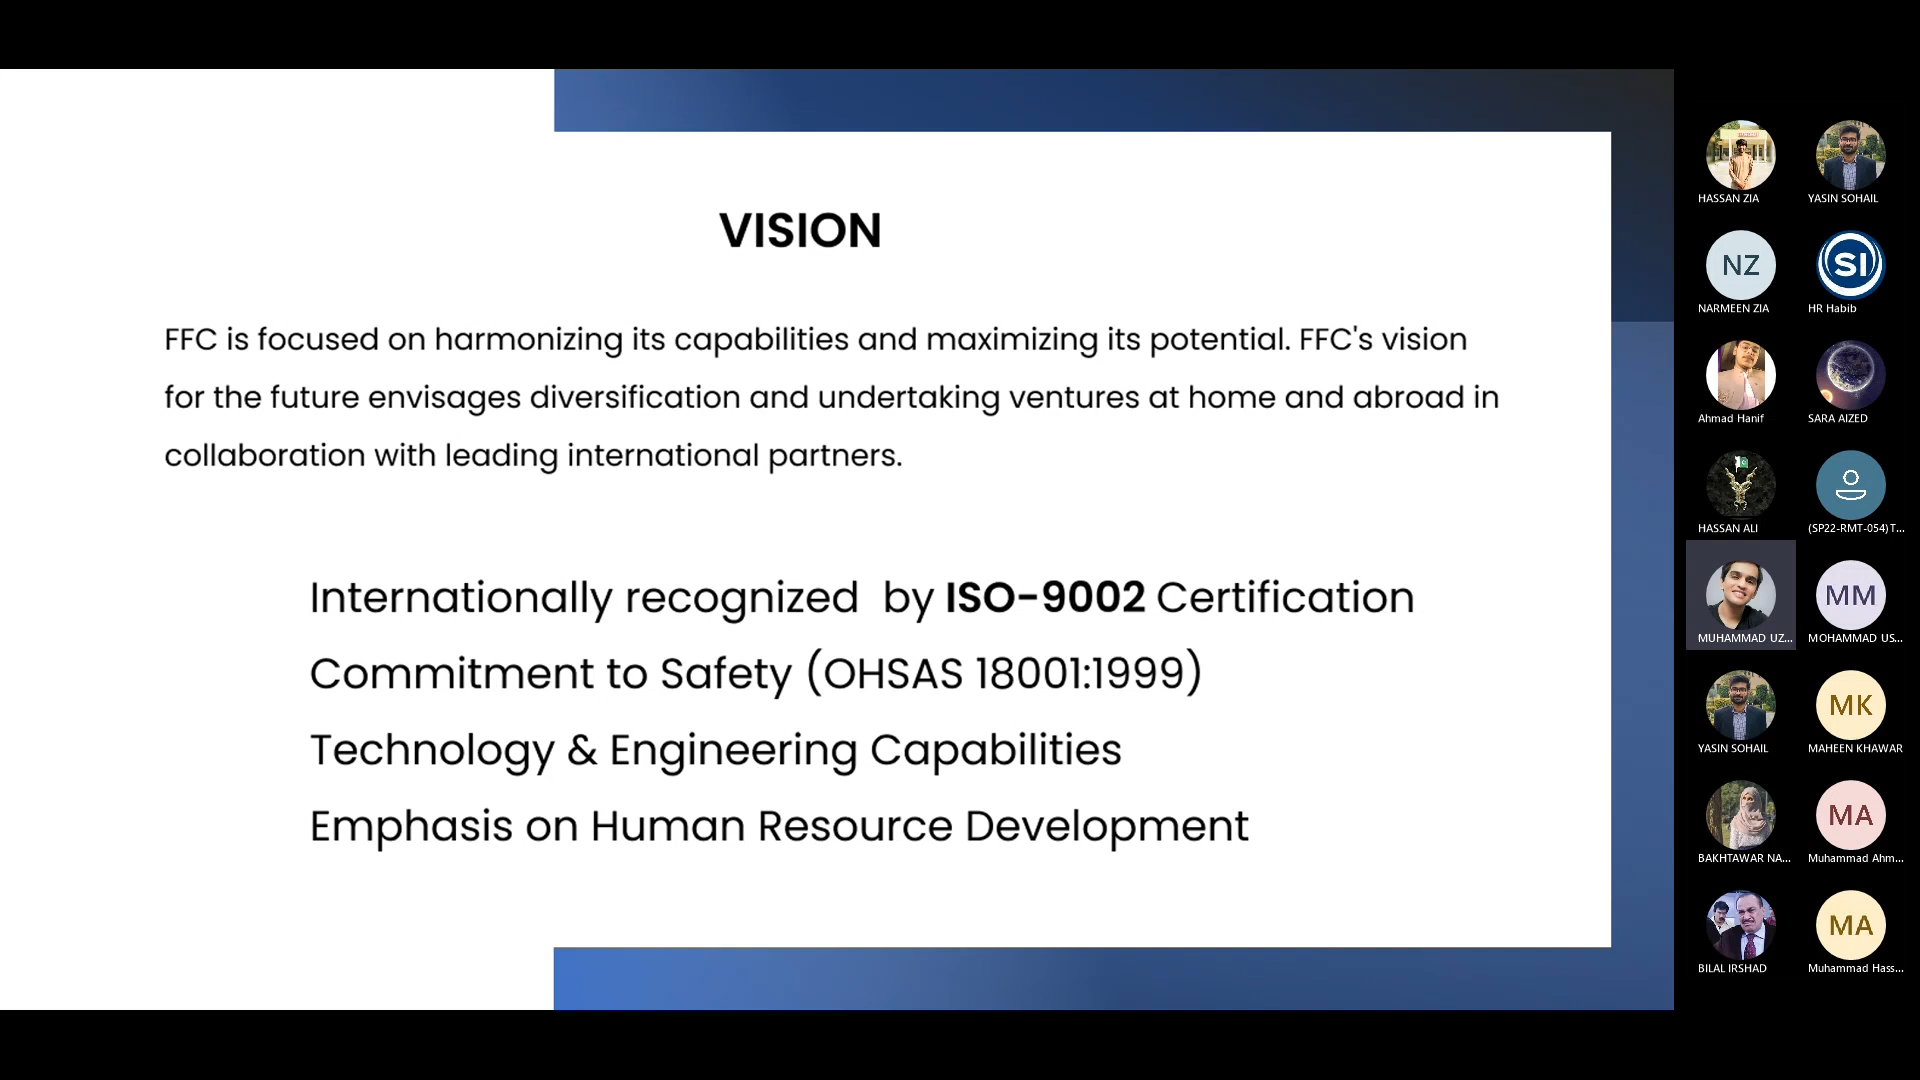 VISION
FFC is focused on harmonizing its capabilities and maximizing its potential. FFC's vision
for the future envisages diversification and undertaking ventures at home and abroad in
collaboration with leading international partners.
Internationally recognized by ISO-9002 Certification
Commitment to Safety (OHSAS 18001:1999)
Technology & Engineering Capabilities
Emphasis on Human Resource Development
HASSAN ZIA
YASIN SOHAIL
NZ
SI
NARMEEN ZIA
HR Habib
Ahmad Hanif
SARA AIZED
HASSAN ALI
(SP22-RMT-054) T...
MM
MUHAMMAD UZ...
MOHAMMAD US...
MK
YASIN SOHAIL
MAHEEN KHAWAR
MA
BAKHTAWAR NA...
Muhammad Ahm...
MA
BILAL IRSHAD
Muhammad Hass...